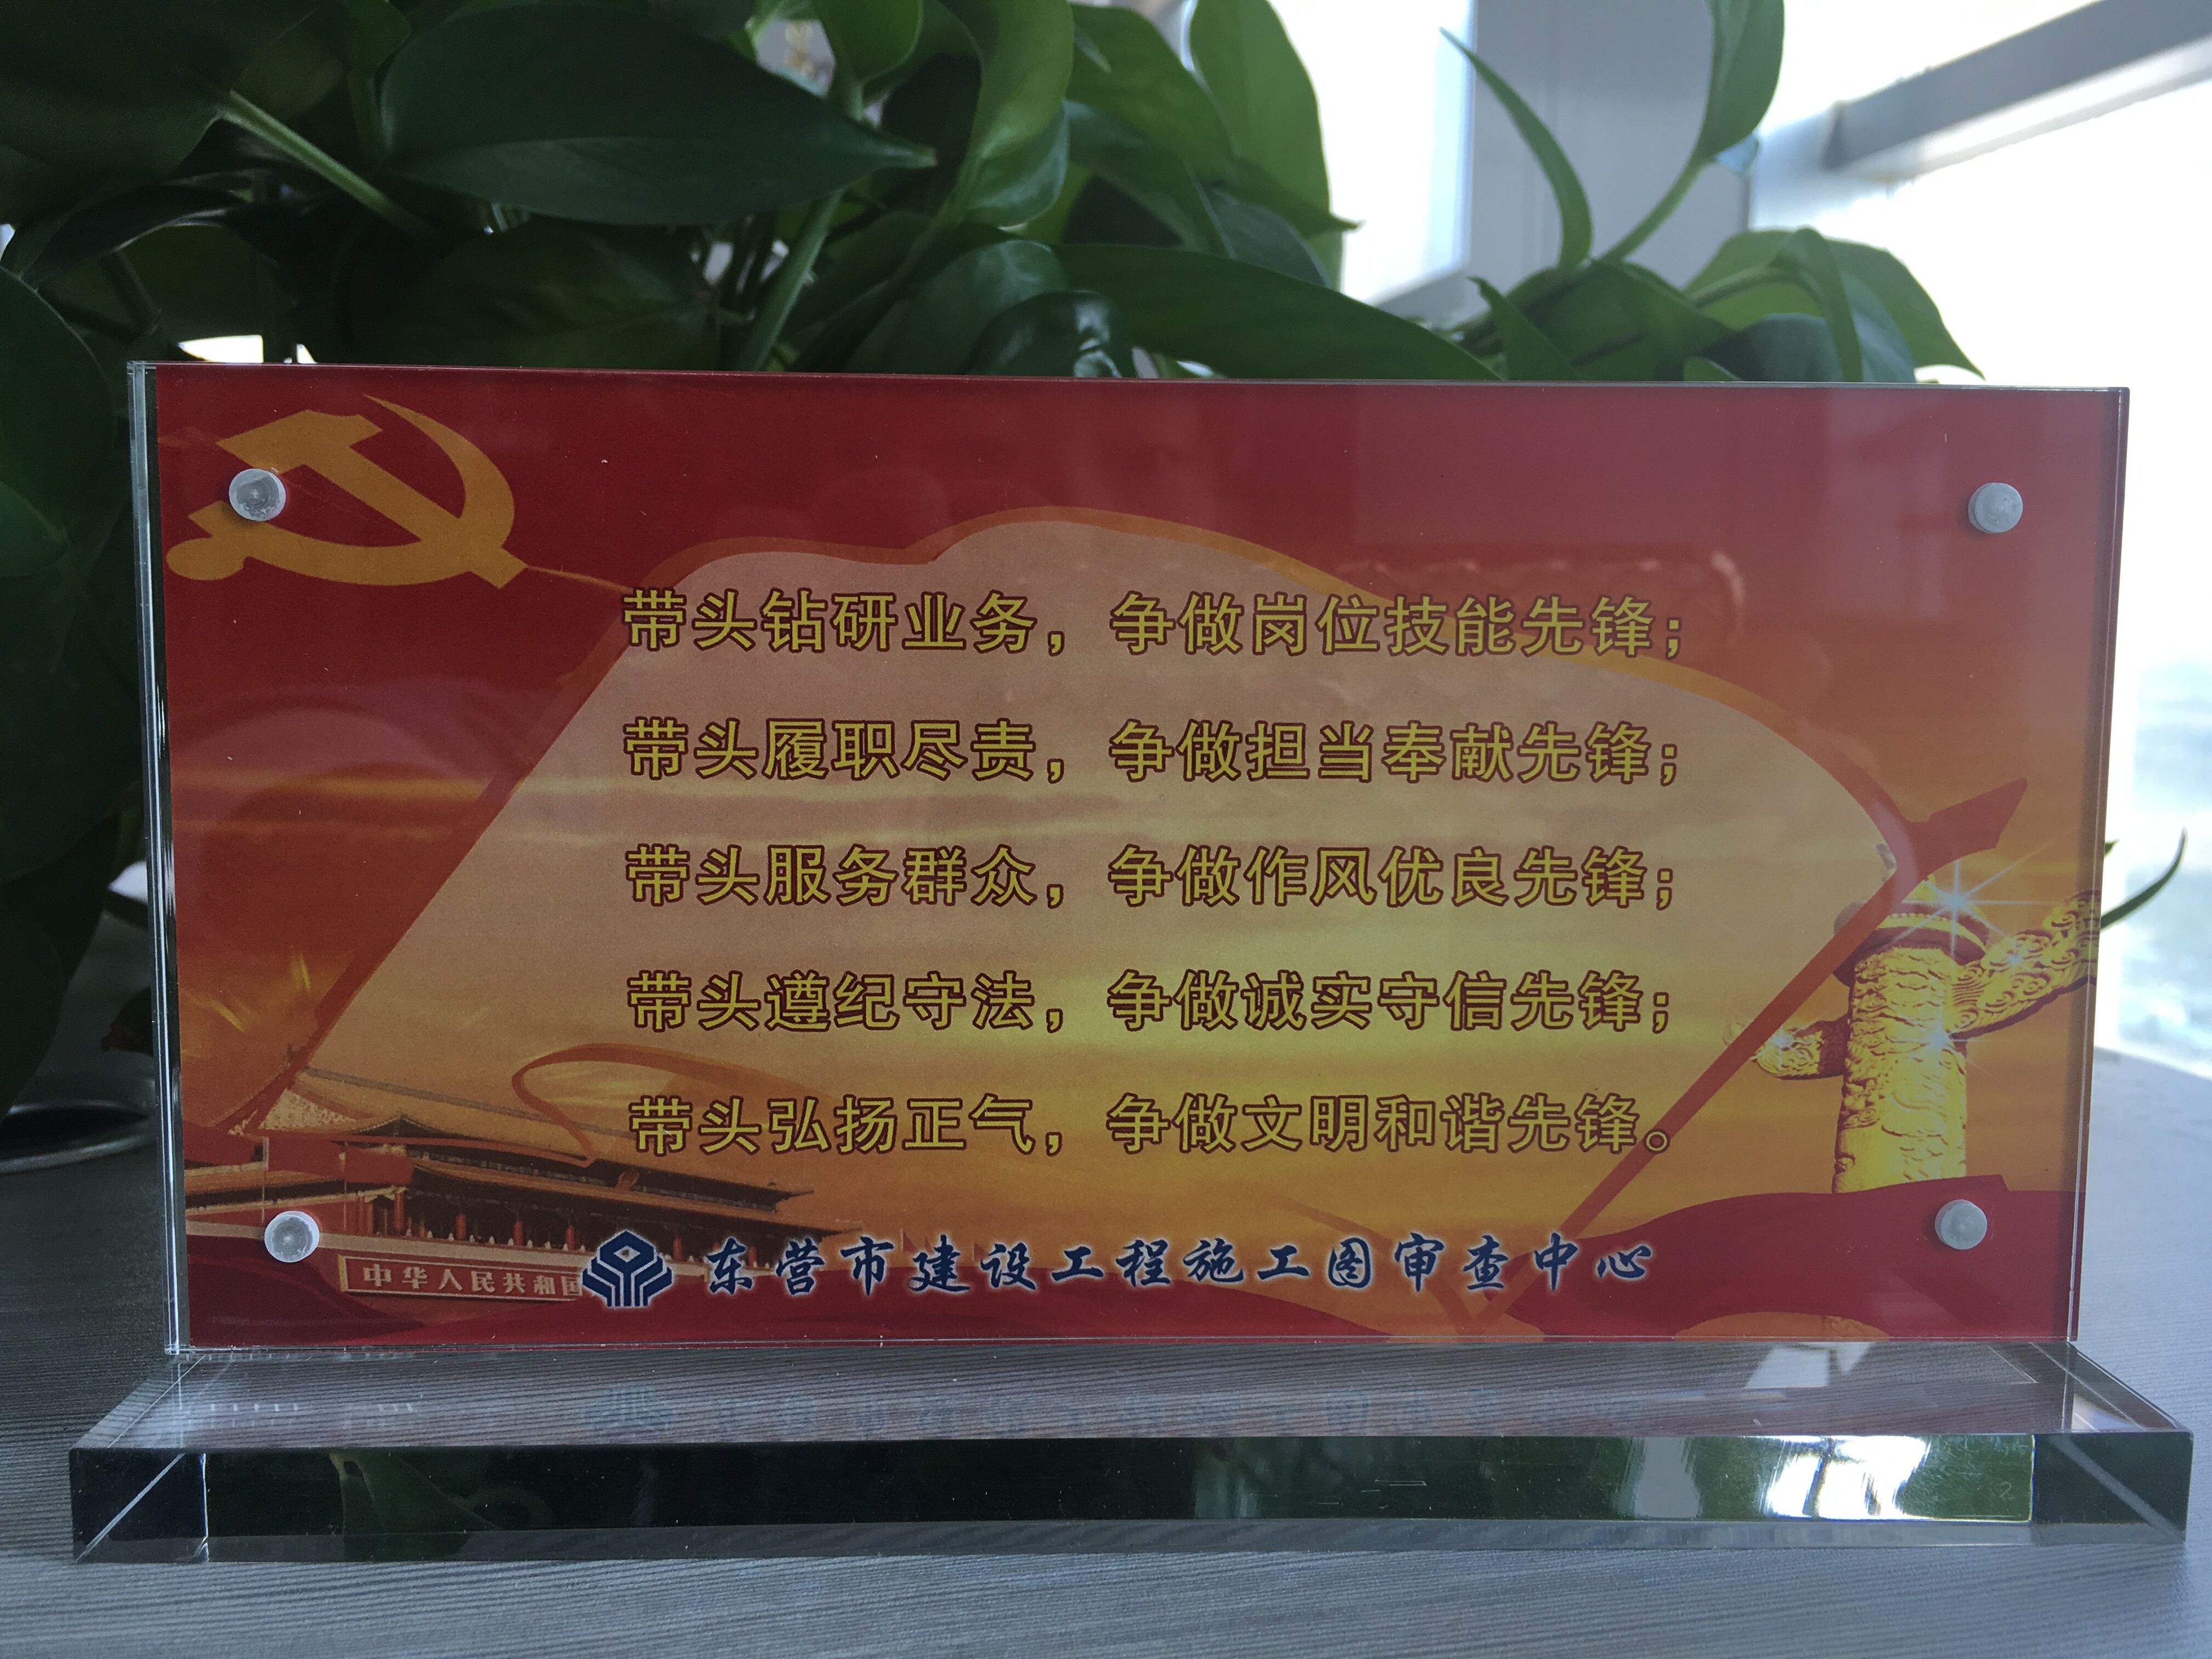 带头钻研业务，争做岗位技能先锋；
带头履职尽责，争做担当奉献先锋；
带头服务群众，争做作风优良先锋；
带头遵纪守法，争做诚实守信先锋；
带头弘扬正气，争做文明和谐先锋。
中华人民共和国
东营市建设工程施工图审查中心